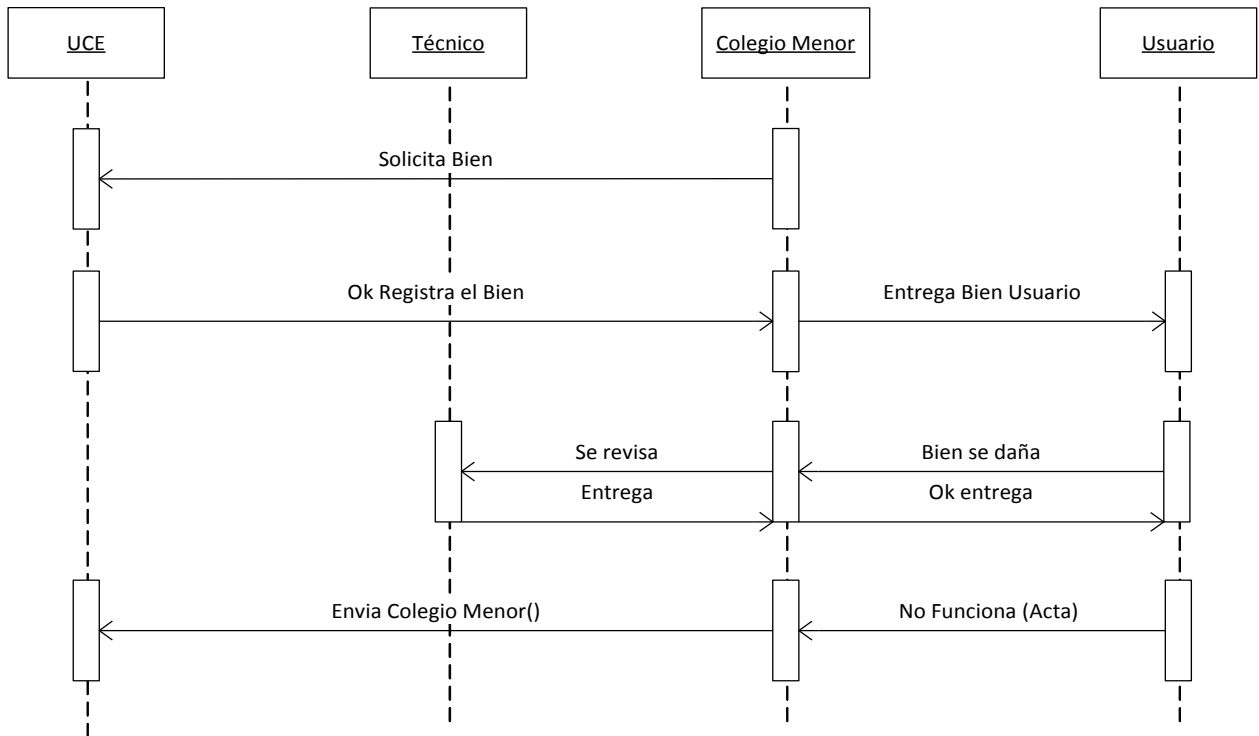 UCE
Técnico
Colegio Menor
Usuario
Solicita Bien
Ok Registra el Bien
Entrega Bien Usuario
Se revisa
Bien se daña
Entrega
Ok entrega
Envia Colegio Menor()
No Funciona (Acta)